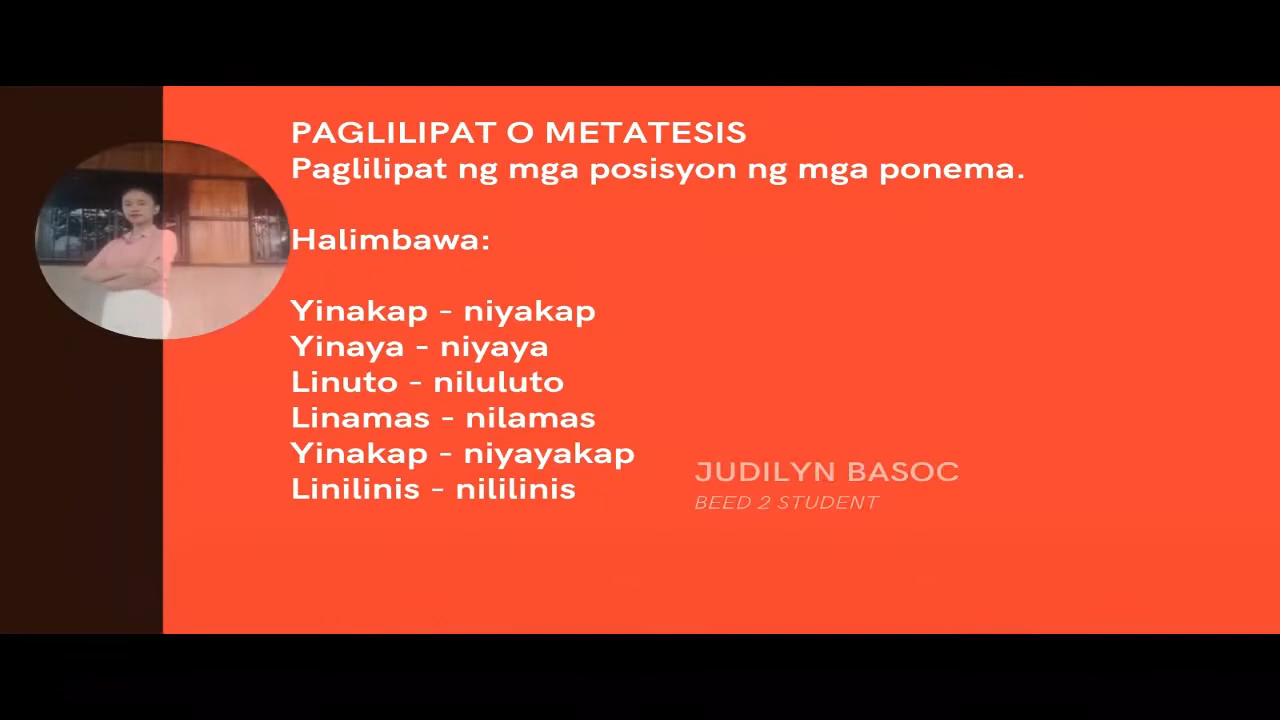 PAGLILIPAT O METATESIS
Paglilipat ng mga posisyon ng mga ponema.
Halimbawa:
Yinakap - niyakap
Yinaya - niyaya
Linuto - niluluto
Linamas - nilamas
Yinakap - niyayakap
Linilinis - nililinis
JUDILYN BASOC
BEED 2 STUDENT